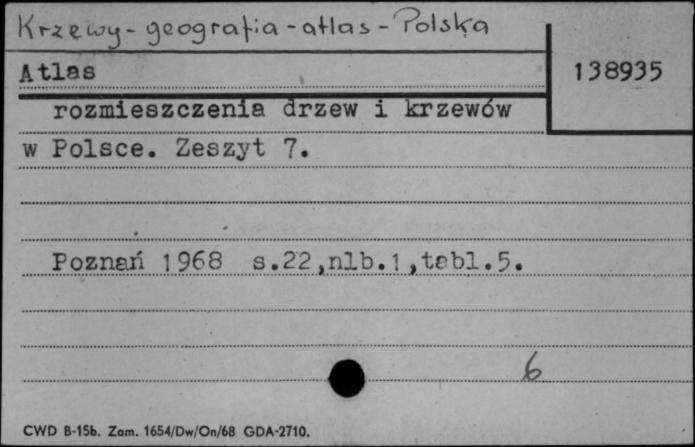 Krzewy - geografia - atlas - Polska
Atlas
138935
rozmieszczenia drzew i krzewów
w Polsce. Zeszyt 7.
Poznań 1968 s.22,nlb.1,tabl.5.
6
CWD B-15b. Zam. 1654/Dw/On/68 GDA-2710.